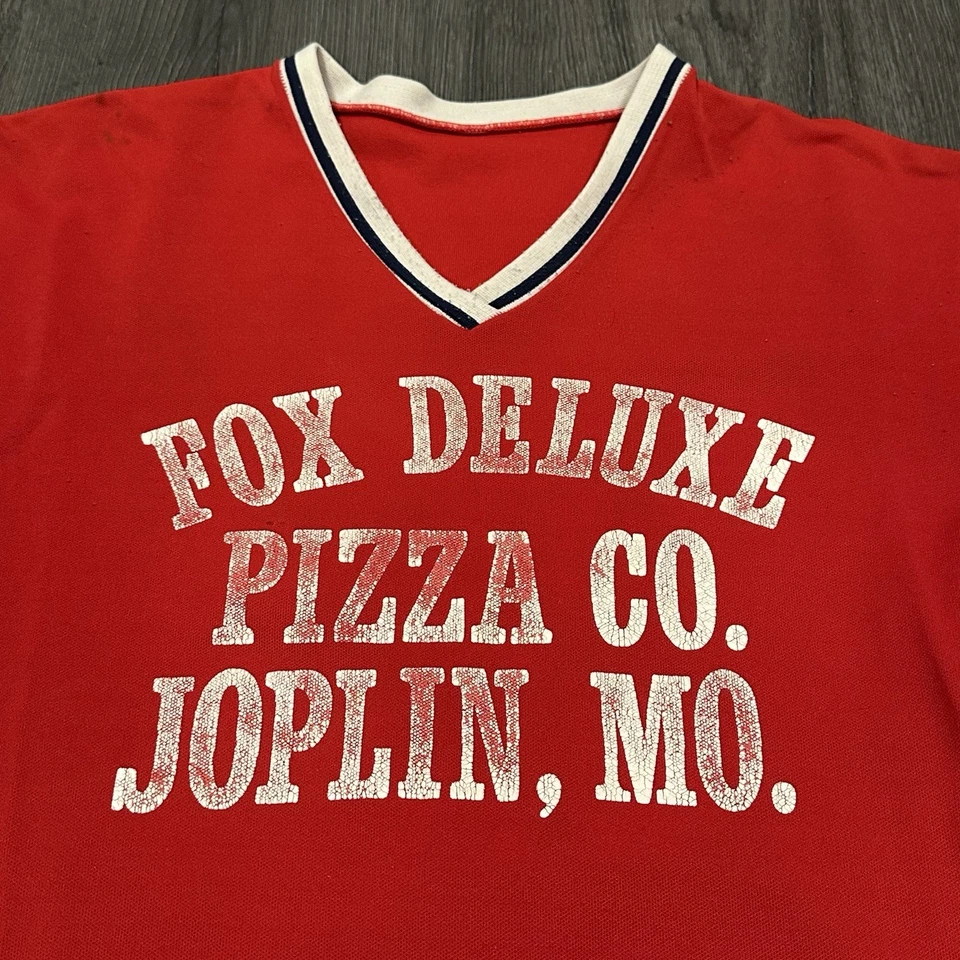 FOX DELUXE
PIZZA CO.
JOPLIN, MO.